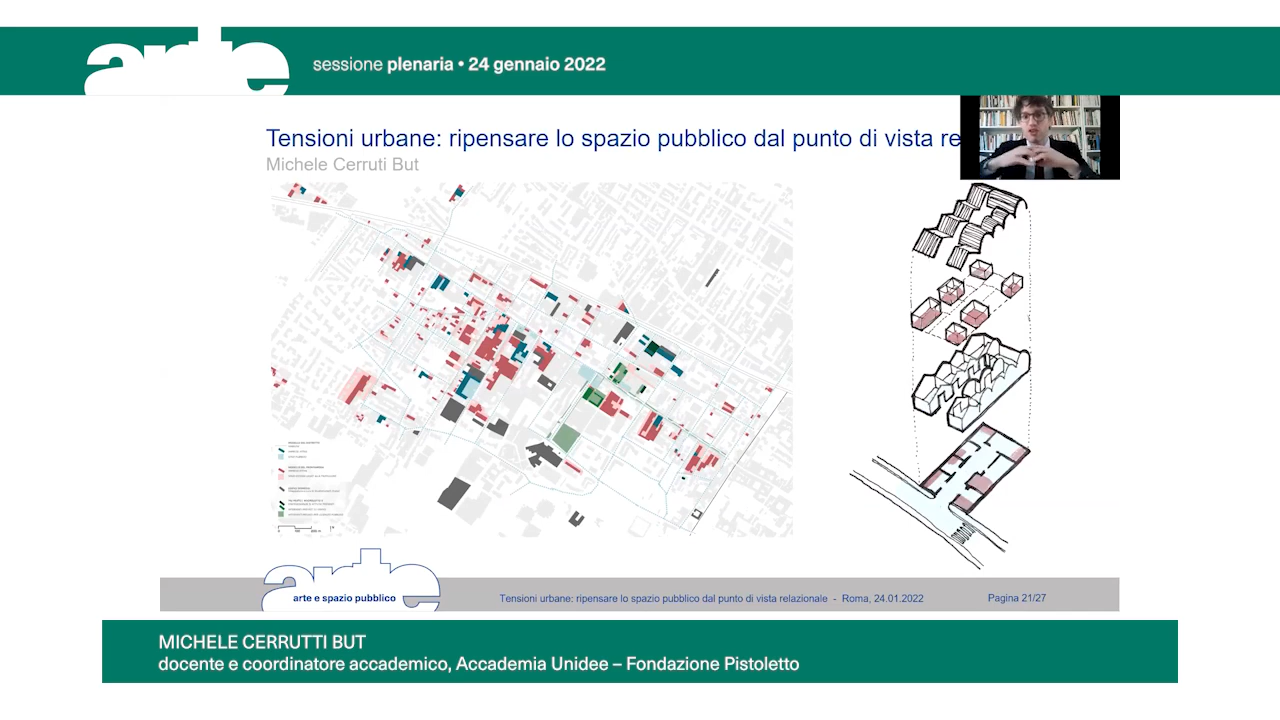 arte
sessione plenaria • 24 gennaio 2022
Tensioni urbane: ripensare lo spazio pubblico dal punto di vista re
Michele Cerruti But
arte
arte e spazio pubblico
Tensioni urbane: ripensare lo spazio pubblico dal punto di vista relazionale - Roma, 24.01.2022
Pagina 21/27
MICHELE CERRUTTI BUT
docente e coordinatore accademico, Accademia Unidee – Fondazione Pistoletto